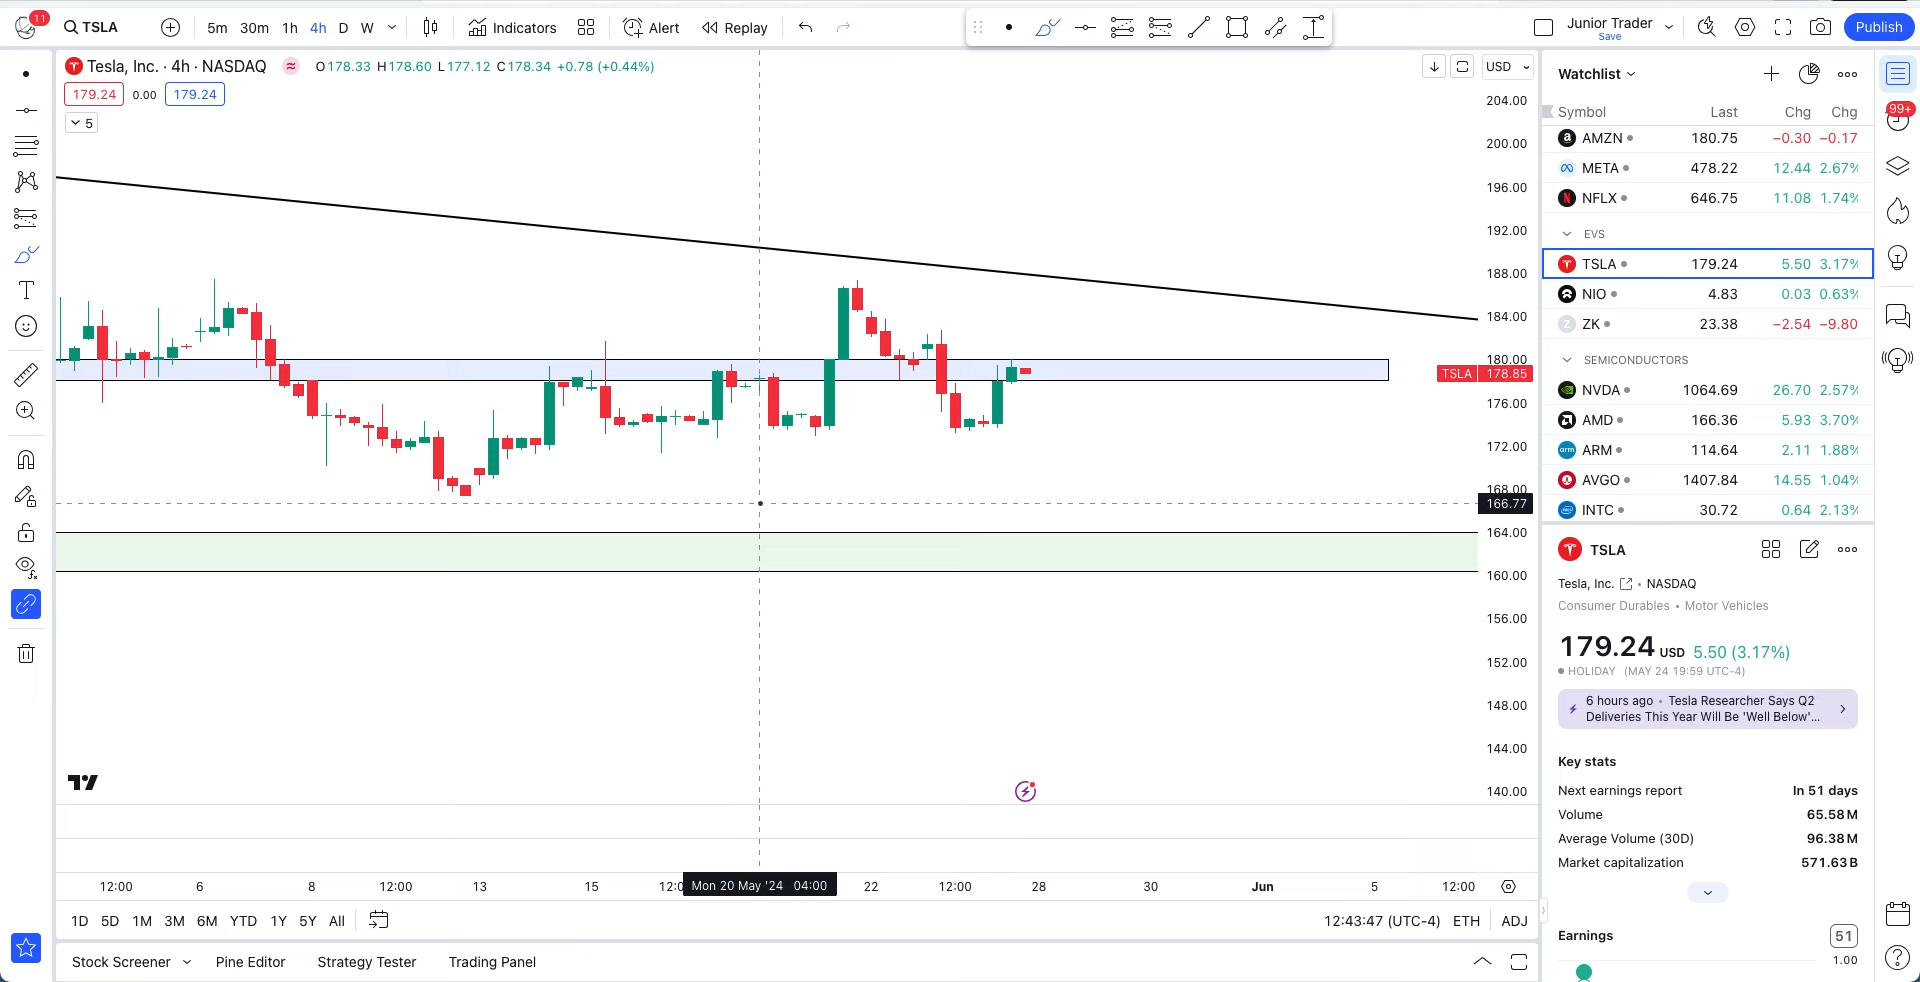 11
TSLA
5m 30m 1h 4h D W
Indicators
Alert
Replay
Junior Trader
Save
Publish
Tesla, Inc. · 4h · NASDAQ
O178.33 H178.60 L177.12 C178.34 +0.78 (+0.44%)
USD
179.24 0.00 179.24
5
204.00
200.00
196.00
192.00
188.00
184.00
180.00
TSLA 178.85
176.00
172.00
168.00
166.77
164.00
160.00
156.00
152.00
148.00
144.00
140.00
12:00 6 8 12:00 13 15 12:0 Mon 20 May '24 04:00 22 12:00 28 30 Jun 5 12:00
1D 5D 1M 3M 6M YTD 1Y 5Y All
12:43:47 (UTC-4) ETH ADJ
Stock Screener Pine Editor Strategy Tester Trading Panel
Watchlist
Symbol Last Chg Chg
AMZN 180.75 −0.30 −0.17
META 478.22 12.44 2.67%
NFLX 646.75 11.08 1.74%
EVS
TSLA 179.24 5.50 3.17%
NIO 4.83 0.03 0.63%
Z ZK 23.38 −2.54 −9.80
SEMICONDUCTORS
NVDA 1064.69 26.70 2.57%
AMD 166.36 5.93 3.70%
arm ARM 114.64 2.11 1.88%
AVGO 1407.84 14.55 1.04%
INTC 30.72 0.64 2.13%
TSLA
Tesla, Inc. • NASDAQ
Consumer Durables • Motor Vehicles
179.24 USD 5.50 (3.17%)
HOLIDAY (MAY 24 19:59 UTC-4)
6 hours ago • Tesla Researcher Says Q2
Deliveries This Year Will Be 'Well Below'...
Key stats
Next earnings report In 51 days
Volume 65.58M
Average Volume (30D) 96.38M
Market capitalization 571.63B
Earnings 51
1.00
99+